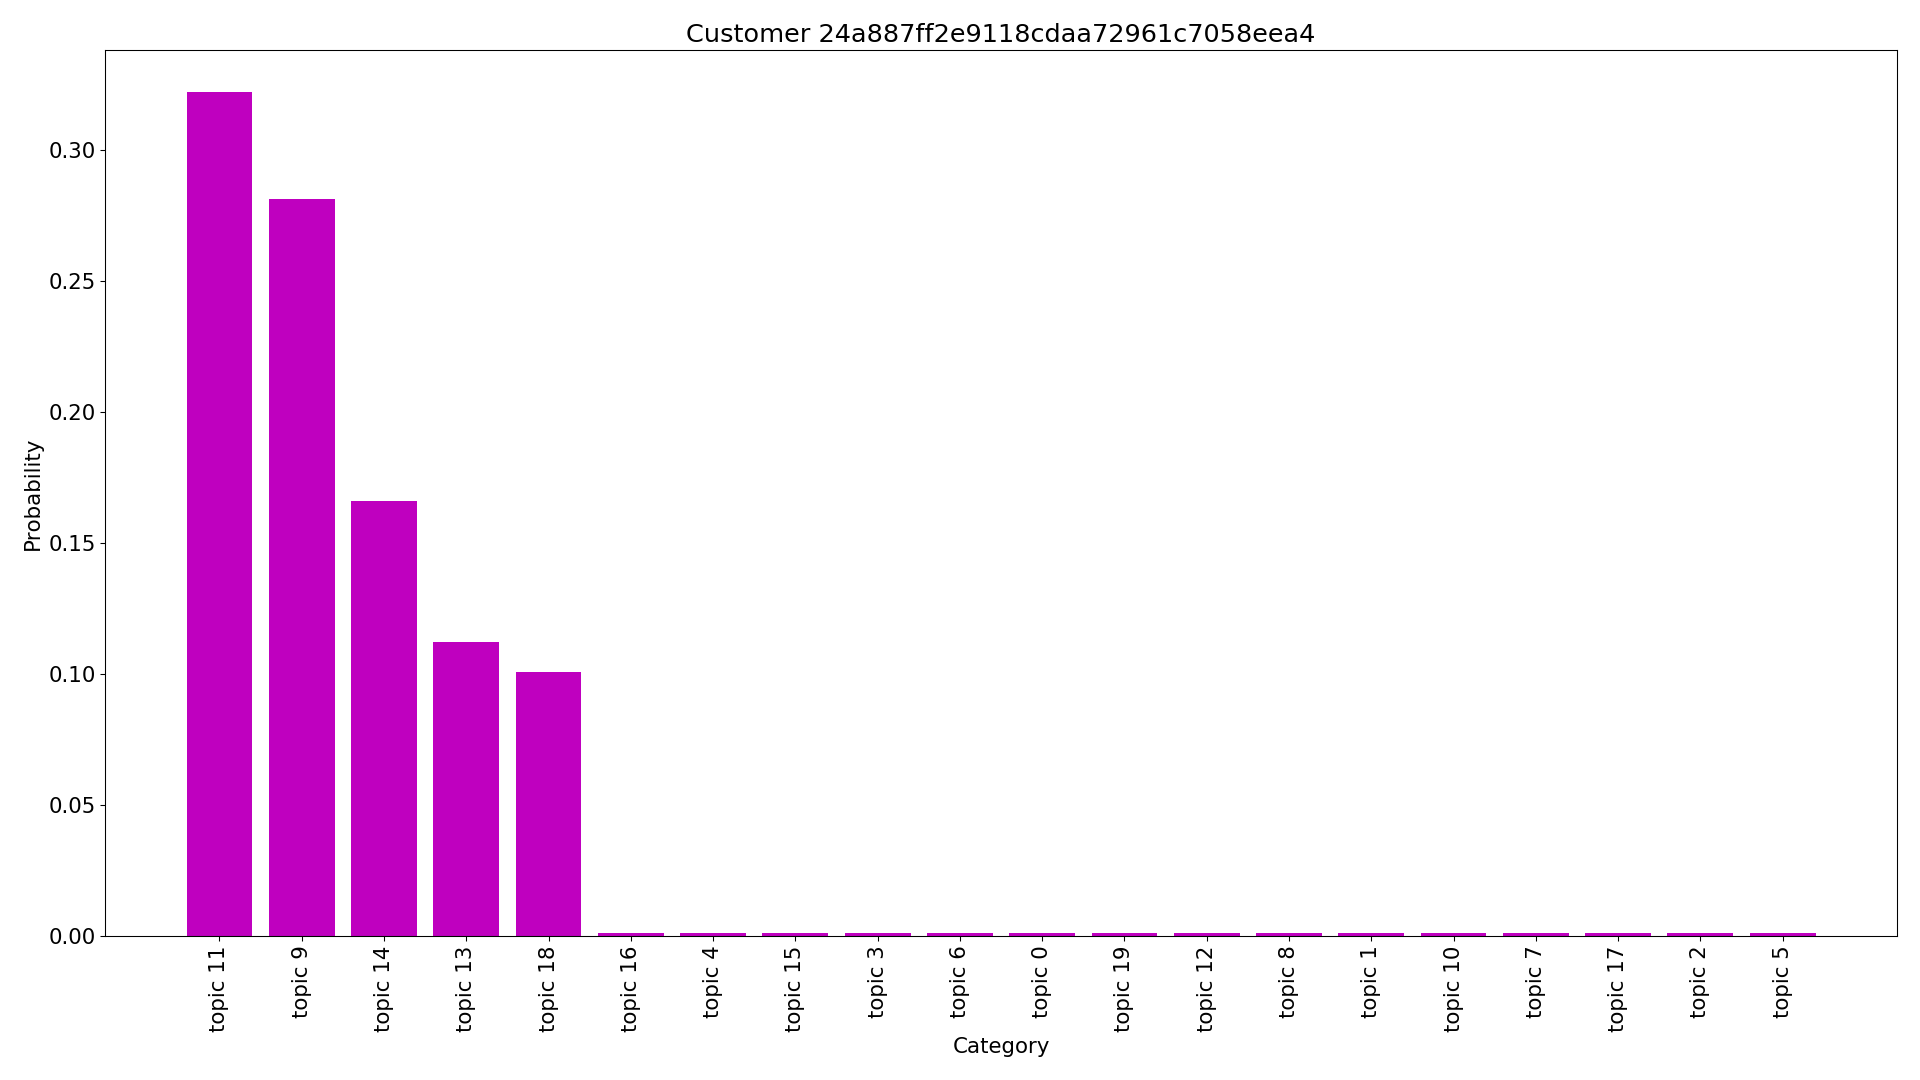 Customer 24a887ff2e9118cdaa72961c7058eea4
Probability
0.30
0.25
0.20
0.15
0.10
0.05
0.00
topic 11
topic 9
topic 14
topic 13
topic 18
topic 16
topic 4
topic 15
topic 3
topic 6
topic 0
topic 19
topic 12
topic 8
topic 1
topic 10
topic 7
topic 17
topic 2
topic 5
Category